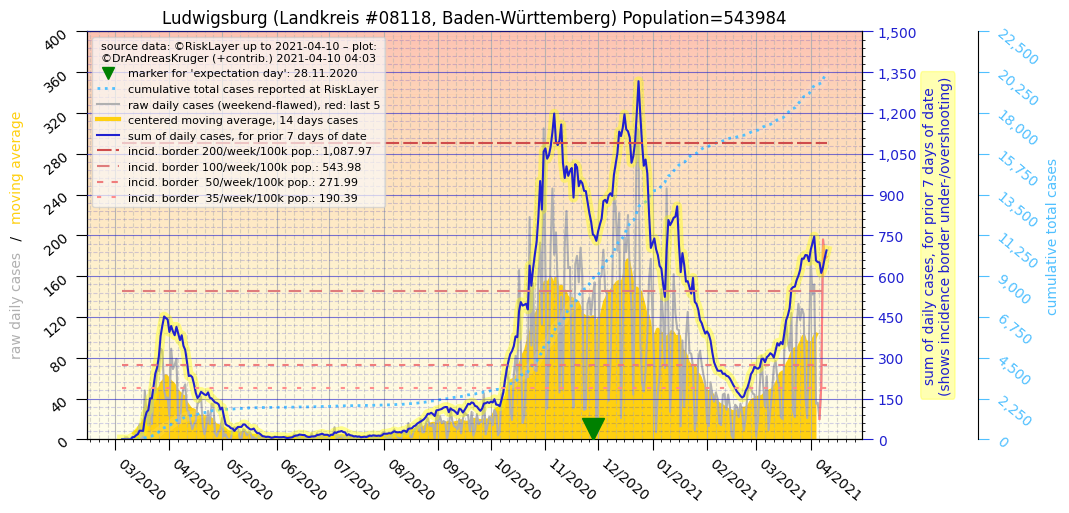 Ludwigsburg (Landkreis #08118, Baden-Württemberg) Population=543984
source data: ©RiskLayer up to 2021-04-10 – plot:
©DrAndreasKruger (+contrib.) 2021-04-10 04:03
marker for 'expectation day': 28.11.2020
cumulative total cases reported at RiskLayer
raw daily cases (weekend-flawed), red: last 5
centered moving average, 14 days cases
sum of daily cases, for prior 7 days of date
incid. border 200/week/100k pop.: 1,087.97
incid. border 100/week/100k pop.: 543.98
incid. border  50/week/100k pop.: 271.99
incid. border  35/week/100k pop.: 190.39
raw daily cases  /  moving average
400
360
320
280
240
200
160
120
80
40
0
03/2020
04/2020
05/2020
06/2020
07/2020
08/2020
09/2020
10/2020
11/2020
12/2020
01/2021
02/2021
03/2021
04/2021
1,500
1,350
1,200
1,050
900
750
600
450
300
150
0
sum of daily cases, for prior 7 days of date
(shows incidence border under-/overshooting)
22,500
20,250
18,000
15,750
13,500
11,250
9,000
6,750
4,500
2,250
0
cumulative total cases